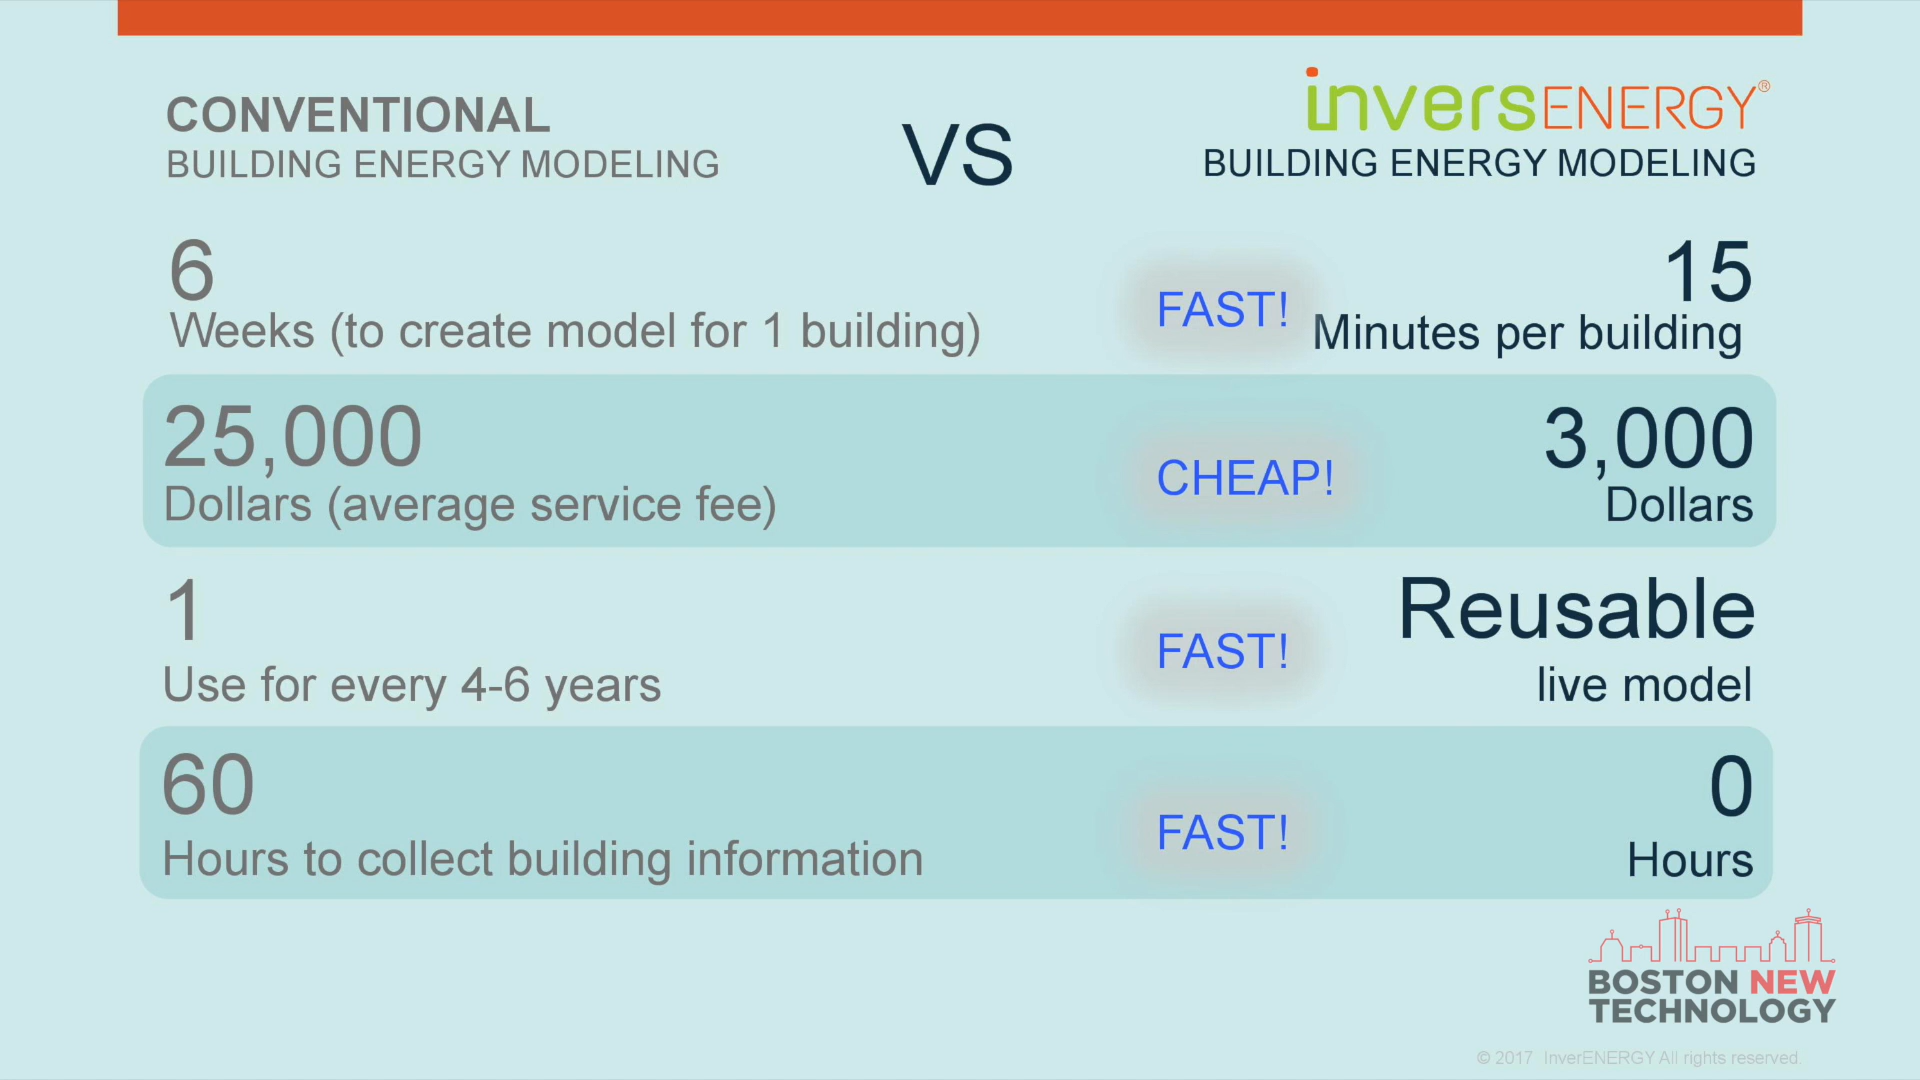 CONVENTIONAL
BUILDING ENERGY MODELING
VS
inversENERGY®
BUILDING ENERGY MODELING
6
Weeks (to create model for 1 building)
FAST!
15
Minutes per building
25,000
Dollars (average service fee)
CHEAP!
3,000
Dollars
1
Use for every 4-6 years
FAST!
Reusable
live model
60
Hours to collect building information
FAST!
0
Hours
BOSTON NEW
TECHNOLOGY
© 2017 InverENERGY All rights reserved.